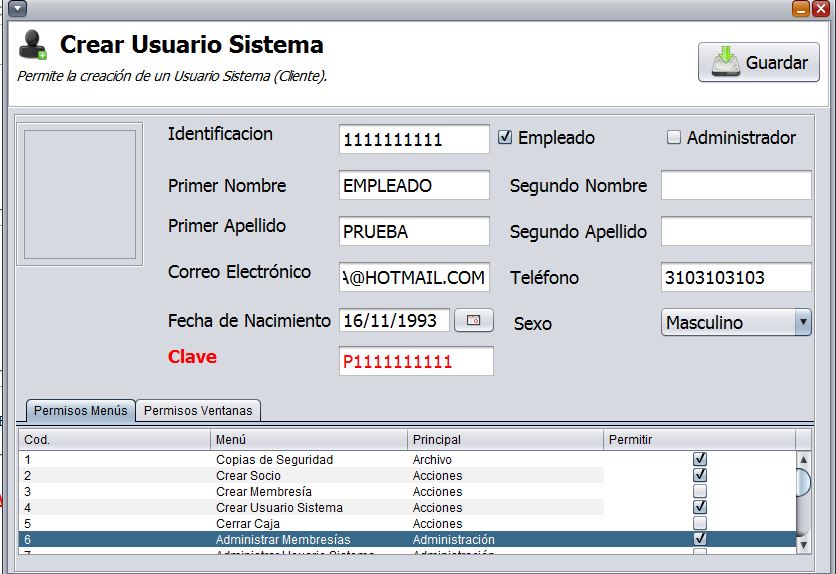 Crear Usuario Sistema
Permite la creación de un Usuario Sistema (Cliente).
Guardar
Identificacion 1111111111 Empleado Administrador
Primer Nombre EMPLEADO Segundo Nombre
Primer Apellido PRUEBA Segundo Apellido
Correo Electrónico A@HOTMAIL.COM Teléfono 3103103103
Fecha de Nacimiento 16/11/1993 Sexo Masculino
Clave P1111111111
Permisos Menús Permisos Ventanas
Cod. Menú Principal Permitir
1 Copias de Seguridad Archivo
2 Crear Socio Acciones
3 Crear Membresía Acciones
4 Crear Usuario Sistema Acciones
5 Cerrar Caja Acciones
6 Administrar Membresías Administración
7 Administrar Usuario Sistema Administración